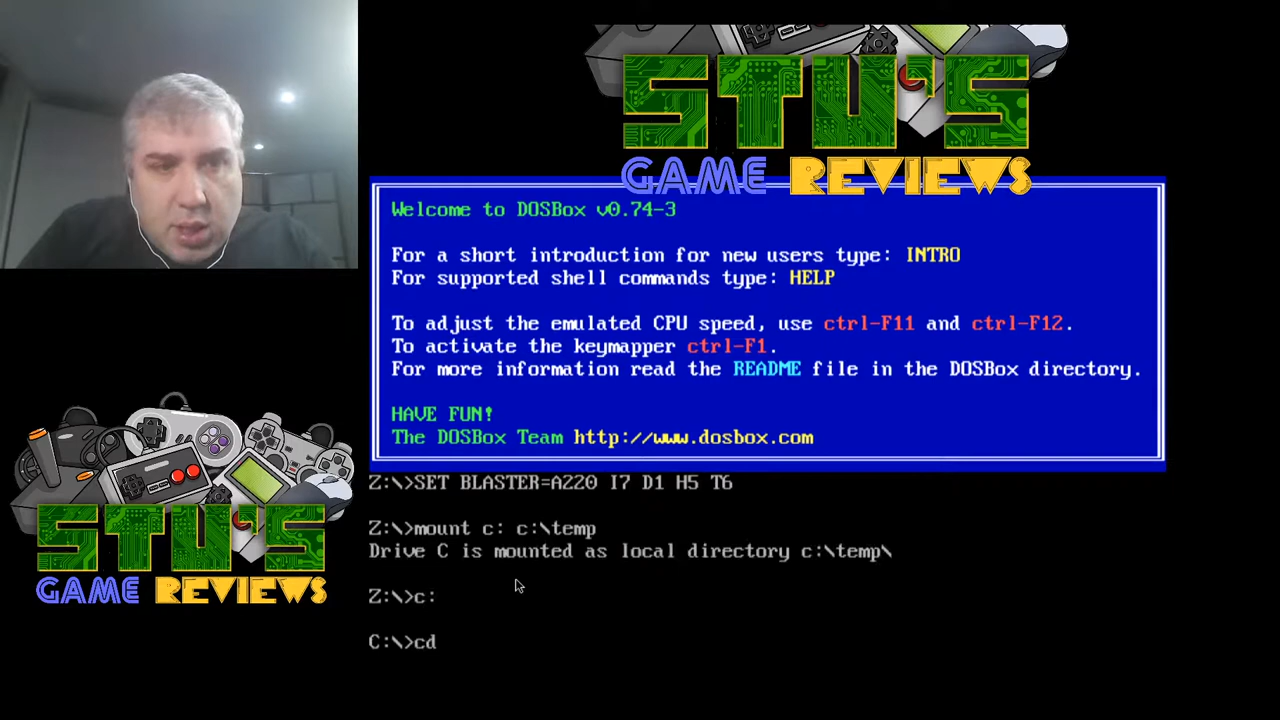 STU'S
GAME REVIEWS
Welcome to DOSBox v0.74-3
For a short introduction for new users type: INTRO
For supported shell commands type: HELP
To adjust the emulated CPU speed, use ctrl-F11 and ctrl-F12.
To activate the keymapper ctrl-F1.
For more information read the README file in the DOSBox directory.
HAVE FUN!
The DOSBox Team http://www.dosbox.com
Z:\>SET BLASTER=A220 I7 D1 H5 T6
Z:\>mount c: c:\temp
Drive C is mounted as local directory c:\temp\
Z:\>c:
C:\>cd
STU'S
GAME REVIEWS